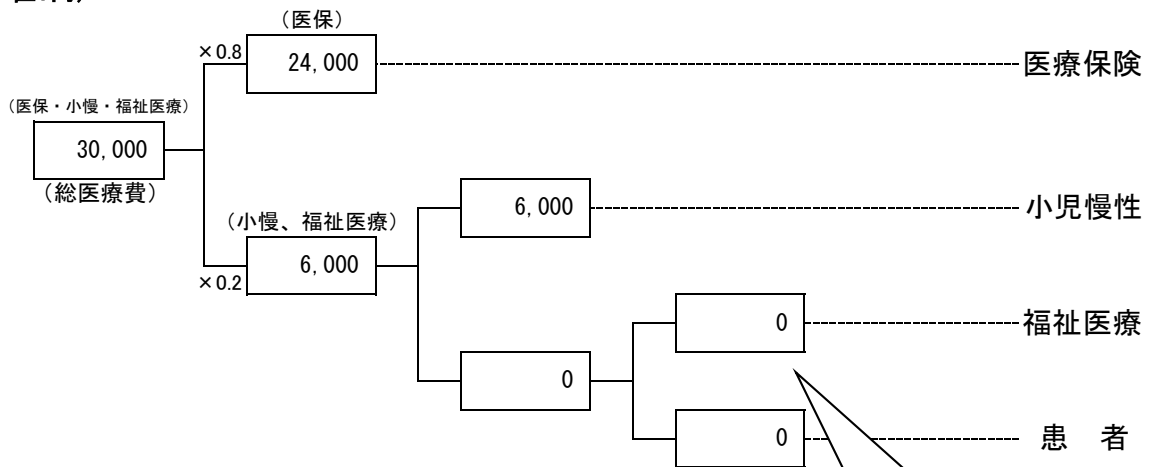 （医保）
×0.8
24,000
医療保険
（医保・小慢・福祉医療）
30,000
（総医療費）
6,000
小児慢性
（小慢、福祉医療）
6,000
×0.2
0
福祉医療
0
0
患　者